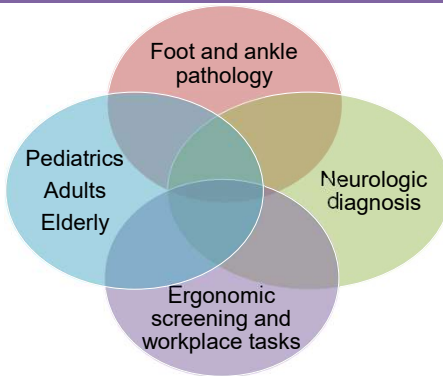 Foot and ankle
pathology
Pediatrics
Adults
Elderly
Neurologic
diagnosis
Ergonomic
screening and
workplace tasks